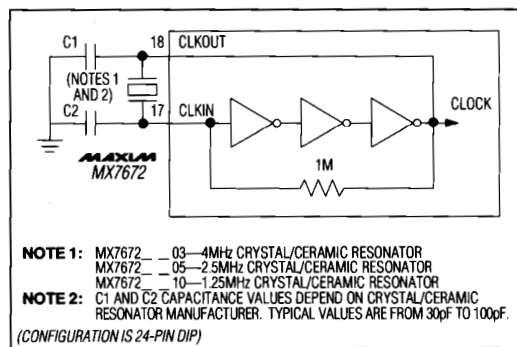 C1
18
CLKOUT
(NOTES 1
AND 2)
C2
17
CLKIN
CLOCK
MAXIM
MX7672
1M
NOTE 1: MX7672_ _ 03—4MHz CRYSTAL/CERAMIC RESONATOR
MX7672_ _ 05—2.5MHz CRYSTAL/CERAMIC RESONATOR
MX7672_ _ 10—1.25MHz CRYSTAL/CERAMIC RESONATOR
NOTE 2: C1 AND C2 CAPACITANCE VALUES DEPEND ON CRYSTAL/CERAMIC
RESONATOR MANUFACTURER. TYPICAL VALUES ARE FROM 30pF TO 100pF.
(CONFIGURATION IS 24-PIN DIP)